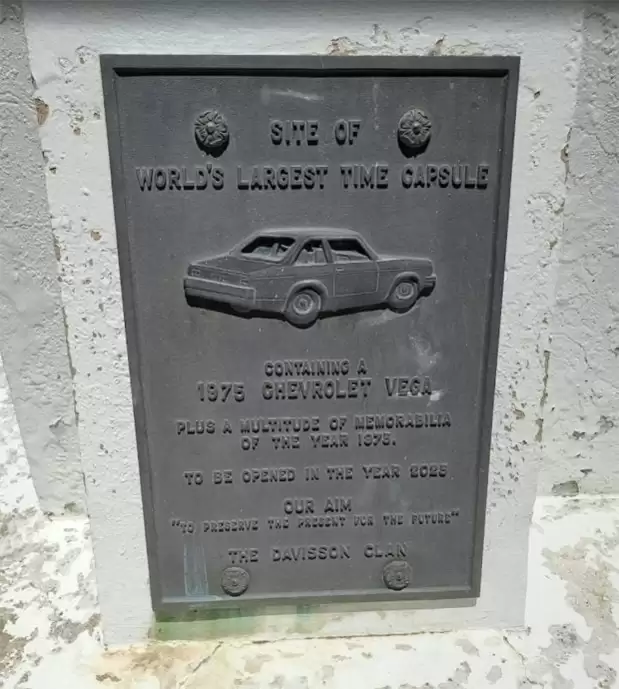 SITE OF
WORLD'S LARGEST TIME CAPSULE
CONTAINING A
1975 CHEVROLET VEGA
PLUS A MULTITUDE OF MEMORABILIA
OF THE YEAR 1975.
TO BE OPENED IN THE YEAR 2025
OUR AIM
"TO PRESERVE THE PRESENT FOR THE FUTURE"
THE DAVISSON CLAN